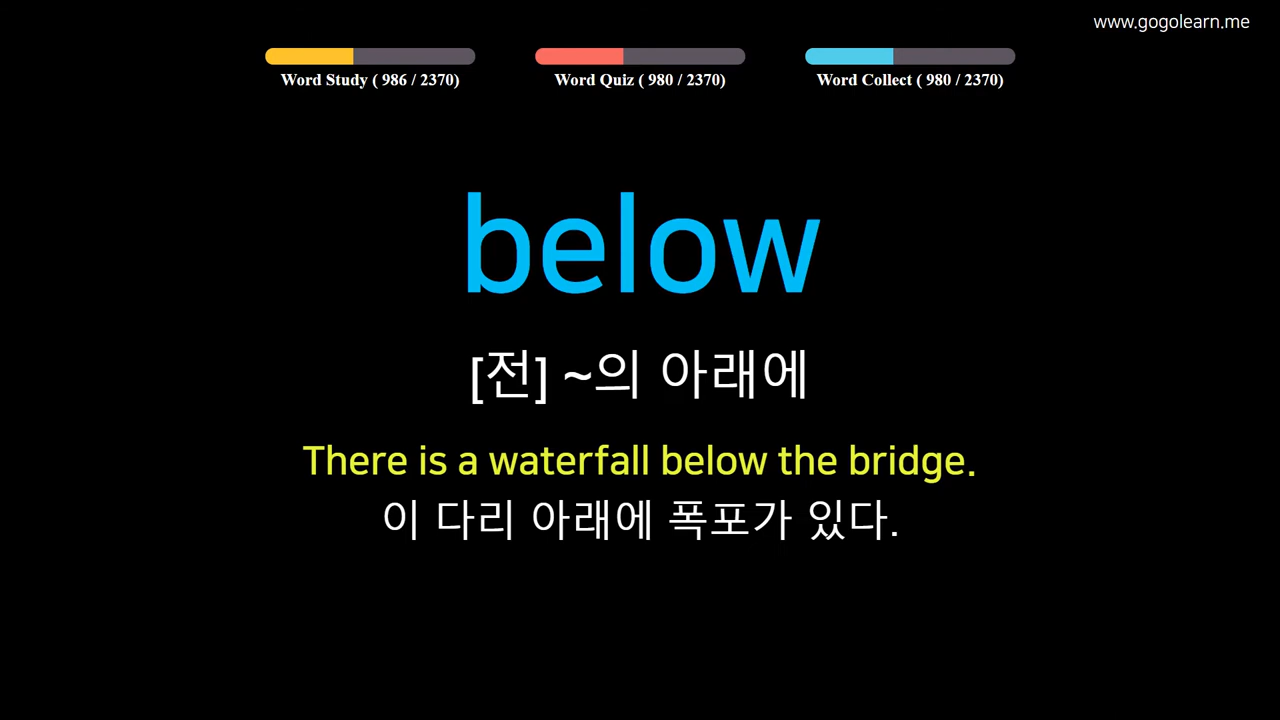 www.gogolearn.me
Word Study ( 986 / 2370)
Word Quiz ( 980 / 2370)
Word Collect ( 980 / 2370)
below
[전] ~의 아래에
There is a waterfall below the bridge.
이 다리 아래에 폭포가 있다.